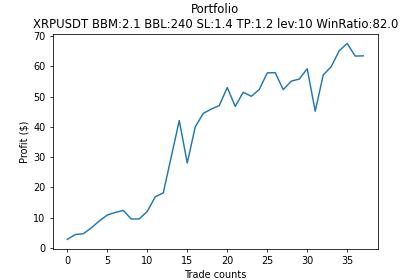 Portfolio
XRPUSDT BBM:2.1 BBL:240 SL:1.4 TP:1.2 lev:10 WinRatio:82.0
70
60
50
40
30
20
10
0
Profit ($)
0 5 10 15 20 25 30 35
Trade counts